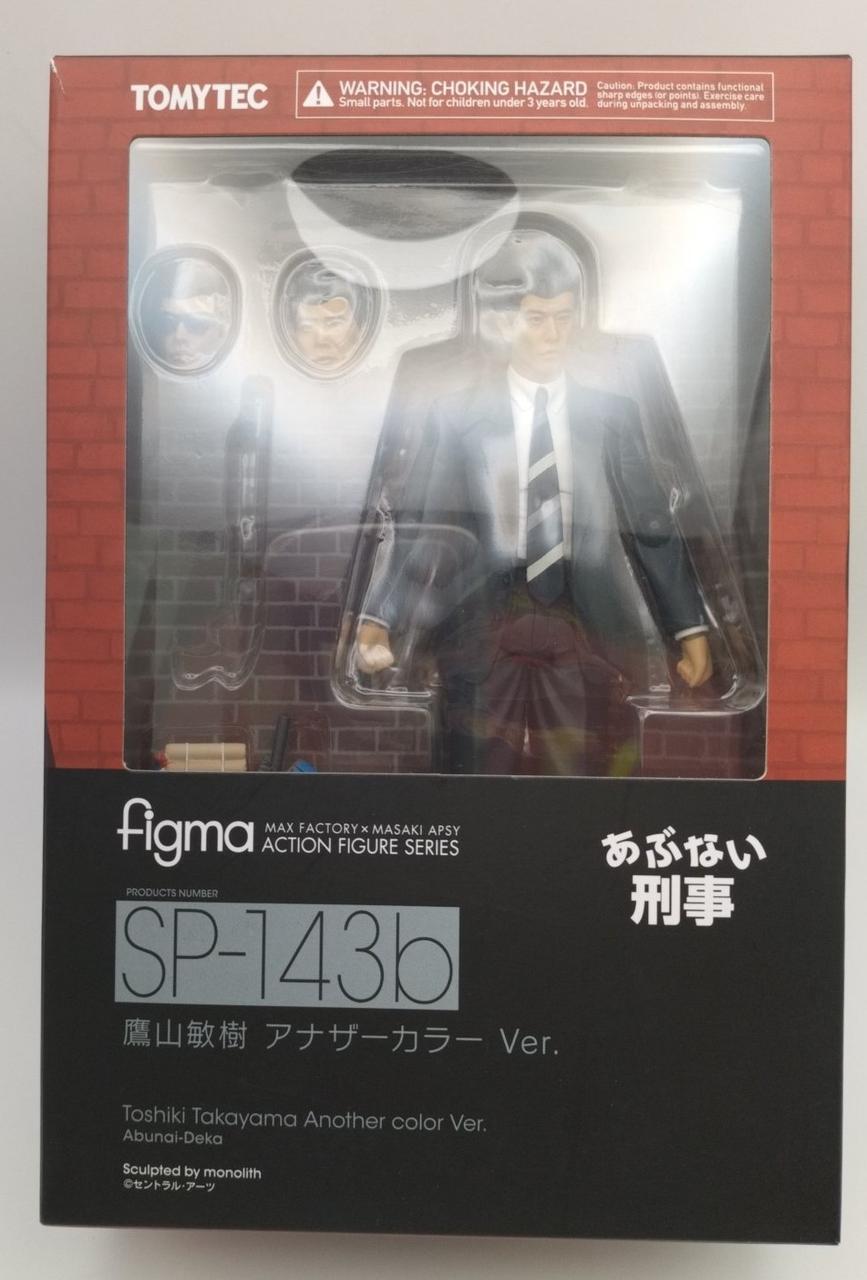 TOMYTEC
WARNING: CHOKING HAZARD
Small parts. Not for children under 3 years old.
Caution: Product contains functional
sharp edges (or points). Exercise care
during unpacking and assembly.
figma
MAX FACTORY×MASAKI APSY
ACTION FIGURE SERIES
あぶない
刑事
PRODUCTS NUMBER
SP-143b
鷹山敏樹 アナザーカラー Ver.
Toshiki Takayama Another color Ver.
Abunai-Deka
Sculpted by monolith
©セントラル・アーツ